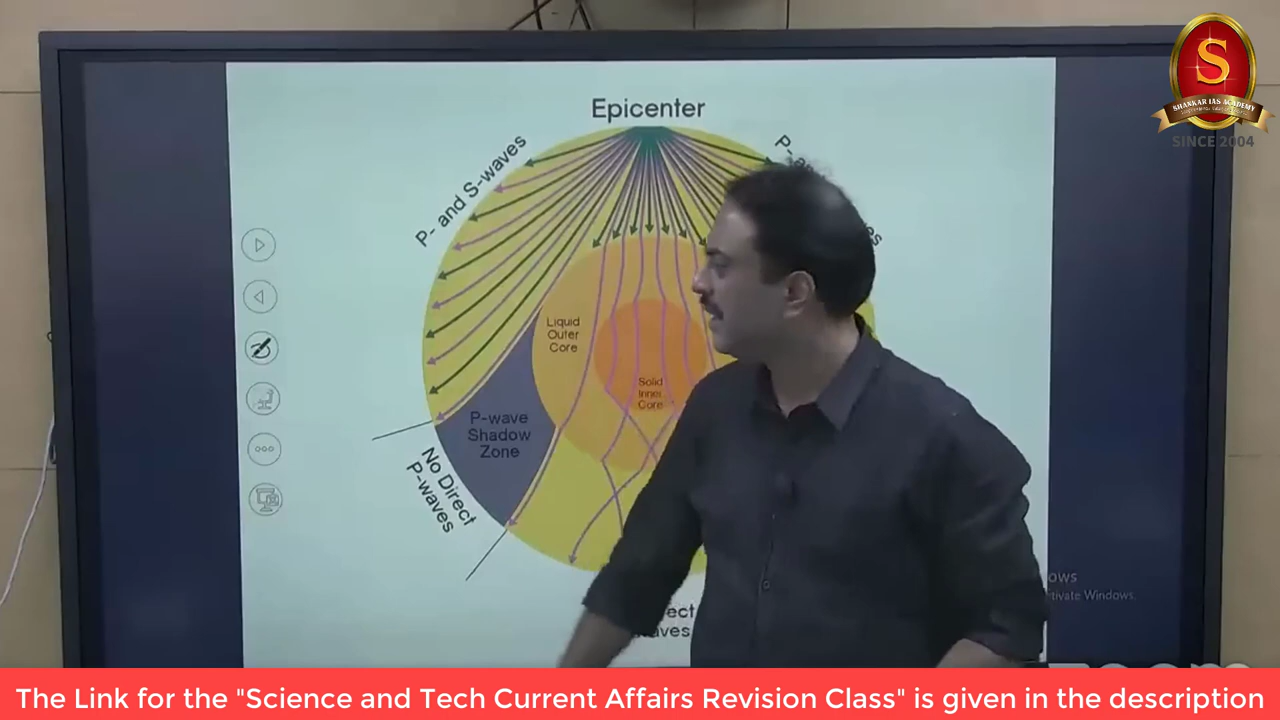 S
SHANKAR IAS ACADEMY
SINCE 2004
Epicenter
P- and S-waves
P- 
Liquid
Outer
Core
Solid
Inner
Core
P-wave
Shadow
Zone
No Direct
P-waves
The Link for the "Science and Tech Current Affairs Revision Class" is given in the description